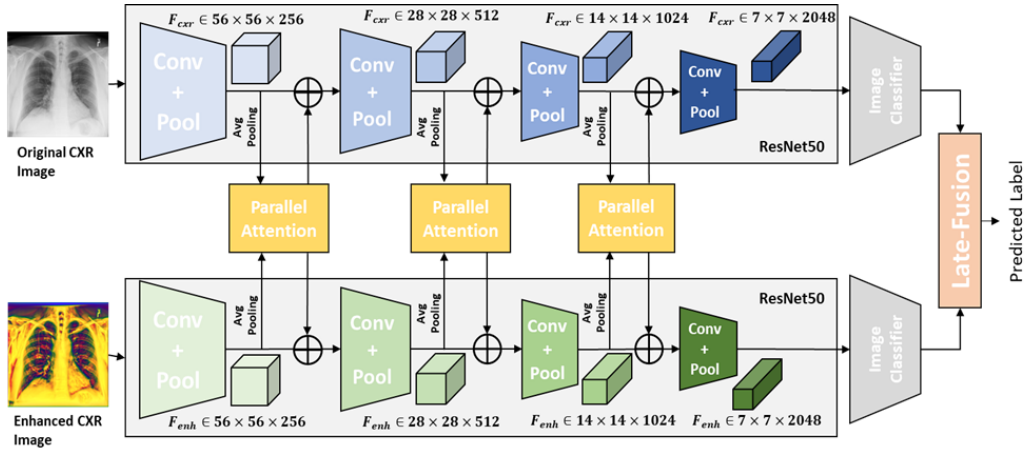 F_cxr ∈ 56 × 56 × 256
F_cxr ∈ 28 × 28 × 512
F_cxr ∈ 14 × 14 × 1024
F_cxr ∈ 7 × 7 × 2048
Conv
+
Pool
Avg
Pooling
Conv
+
Pool
Avg
Pooling
Conv
+
Pool
Avg
Pooling
Conv
+
Pool
ResNet50
Image
Classifier
Original CXR
Image
Parallel
Attention
Parallel
Attention
Parallel
Attention
Late-Fusion
Predicted Label
Conv
+
Pool
Avg
Pooling
Conv
+
Pool
Avg
Pooling
Conv
+
Pool
Avg
Pooling
Conv
+
Pool
ResNet50
Image
Classifier
Enhanced CXR
Image
F_enh ∈ 56 × 56 × 256
F_enh ∈ 28 × 28 × 512
F_enh ∈ 14 × 14 × 1024
F_enh ∈ 7 × 7 × 2048